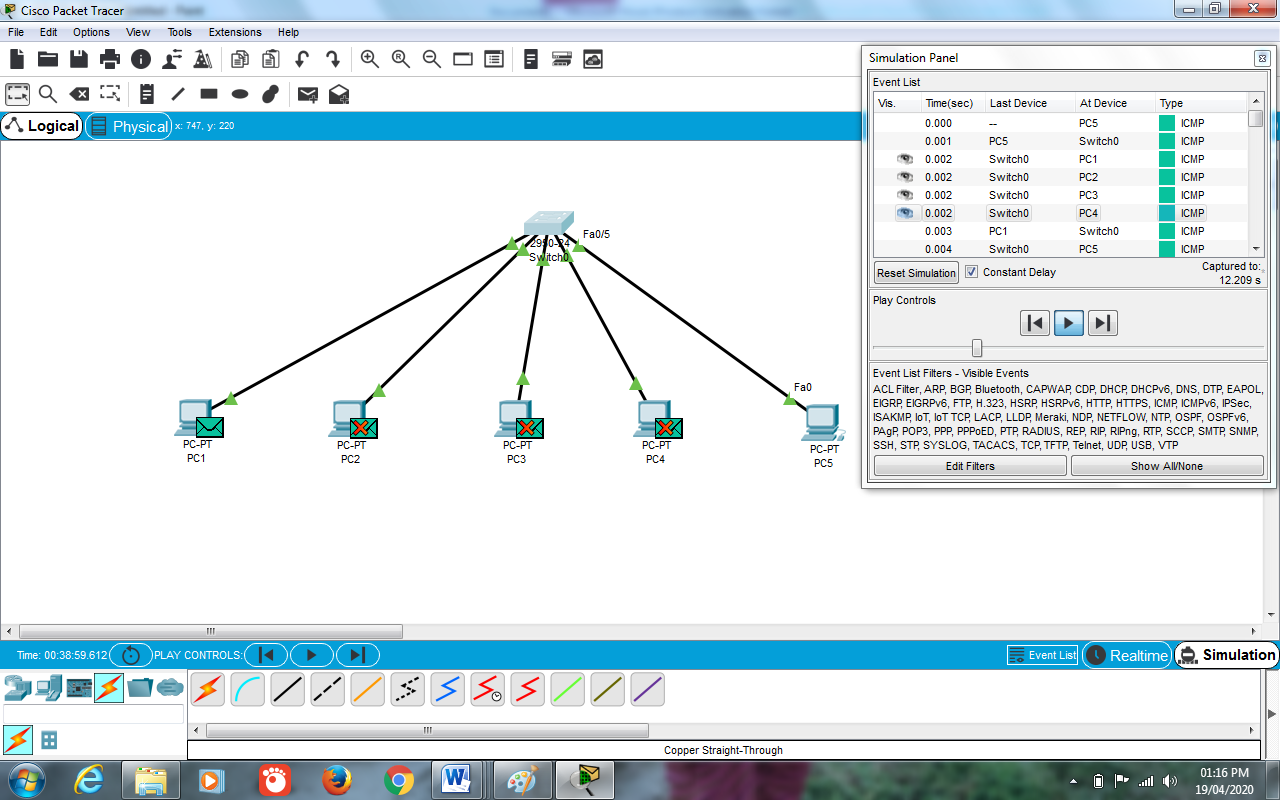 Cisco Packet Tracer
File Edit Options View Tools Extensions Help
Logical Physical x: 747, y: 220
Simulation Panel
Event List
Vis. Time(sec) Last Device At Device Type
0.000 -- PC5 ICMP
0.001 PC5 Switch0 ICMP
0.002 Switch0 PC1 ICMP
0.002 Switch0 PC2 ICMP
0.002 Switch0 PC3 ICMP
0.002 Switch0 PC4 ICMP
0.003 PC1 Switch0 ICMP
0.004 Switch0 PC5 ICMP
Reset Simulation Constant Delay Captured to:
12.209 s
Play Controls
Event List Filters - Visible Events
ACL Filter, ARP, BGP, Bluetooth, CAPWAP, CDP, DHCP, DHCPv6, DNS, DTP, EAPOL,
EIGRP, EIGRPv6, FTP, H.323, HSRP, HSRPv6, HTTP, HTTPS, ICMP, ICMPv6, IPSec,
ISAKMP, IoT, IoT TCP, LACP, LLDP, Meraki, NDP, NETFLOW, NTP, OSPF, OSPFv6,
PAgP, POP3, PPP, PPPoED, PTP, RADIUS, REP, RIP, RIPng, RTP, SCCP, SMTP, SNMP,
SSH, STP, SYSLOG, TACACS, TCP, TFTP, Telnet, UDP, USB, VTP
Edit Filters Show All/None
Fa0/5
2950-24
Switch0
Fa0
PC-PT
PC1
PC-PT
PC2
PC-PT
PC3
PC-PT
PC4
PC-PT
PC5
Time: 00:38:59.612 PLAY CONTROLS: Event List Realtime Simulation
Copper Straight-Through
01:16 PM
19/04/2020